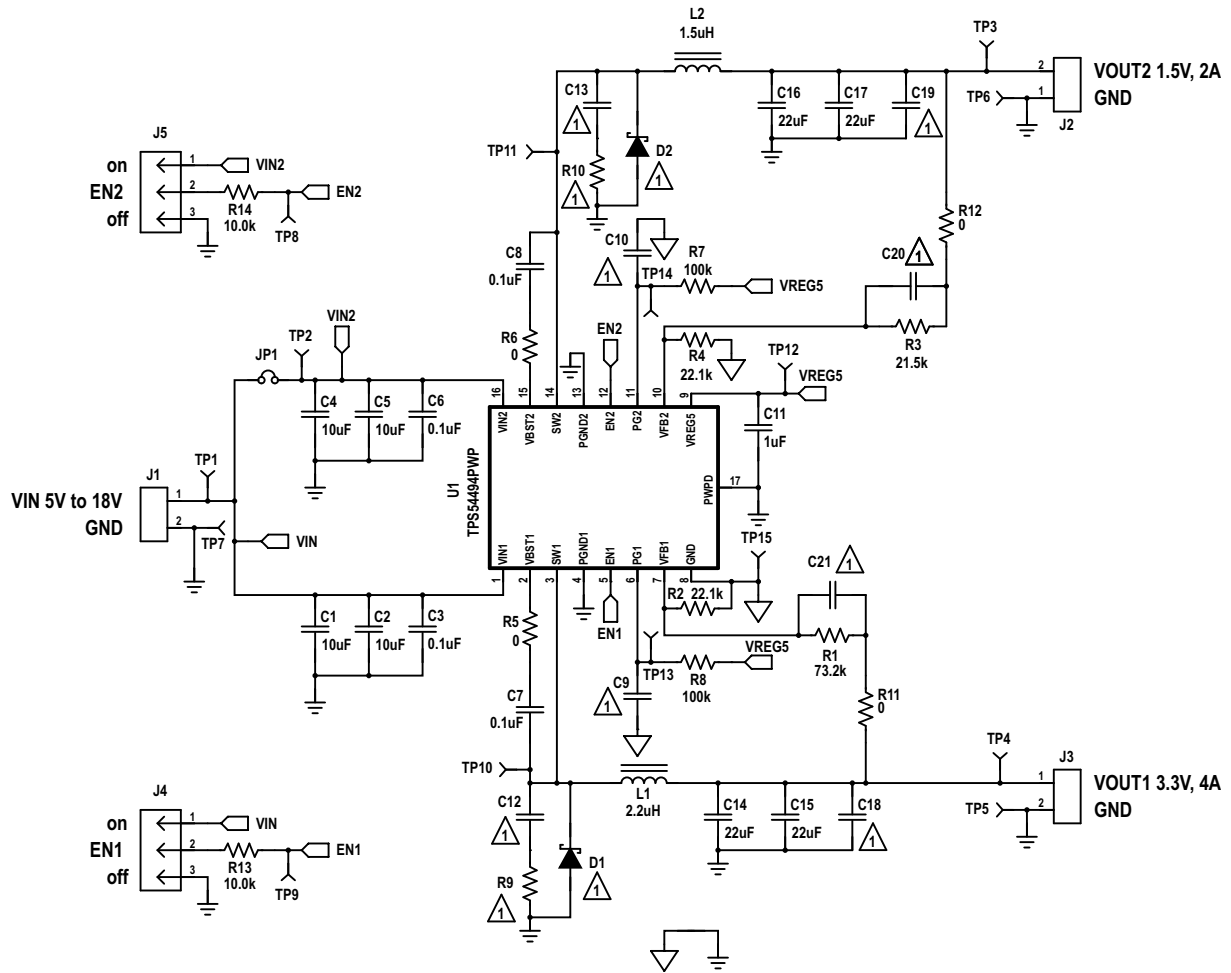 L2
1.5uH
TP3
2
VOUT2 1.5V, 2A
TP6
1
GND
J2
C13
1
C16
22uF
C17
22uF
C19
1
J5
on
1
VIN2
EN2
2
R14
10.0k
EN2
off
3
TP8
TP11
R10
1
D2
1
R12
0
C8
0.1uF
C10
1
TP14
R7
100k
VREG5
C20
1
R3
21.5k
VIN2
TP2
JP1
R6
0
EN2
R4
22.1k
TP12
VREG5
C4
10uF
C5
10uF
C6
0.1uF
16
15
14
13
12
11
10
9
VIN2
VBST2
SW2
PGND2
EN2
PG2
VFB2
VREG5
C11
1uF
TP1
J1
VIN 5V to 18V
1
GND
2
TP7
VIN
U1
TPS54494PWP
PWPD
17
TP15
VIN1
VBST1
SW1
PGND1
EN1
PG1
VFB1
GND
1
2
3
4
5
6
7
8
R2
22.1k
C21
1
C1
10uF
C2
10uF
C3
0.1uF
R5
0
EN1
R1
73.2k
TP13
R8
100k
VREG5
C7
0.1uF
C9
1
R11
0
TP10
L1
2.2uH
TP4
J3
1
VOUT1 3.3V, 4A
TP5
2
GND
J4
on
1
VIN
EN1
2
R13
10.0k
EN1
off
3
TP9
C12
1
R9
1
D1
1
C14
22uF
C15
22uF
C18
1